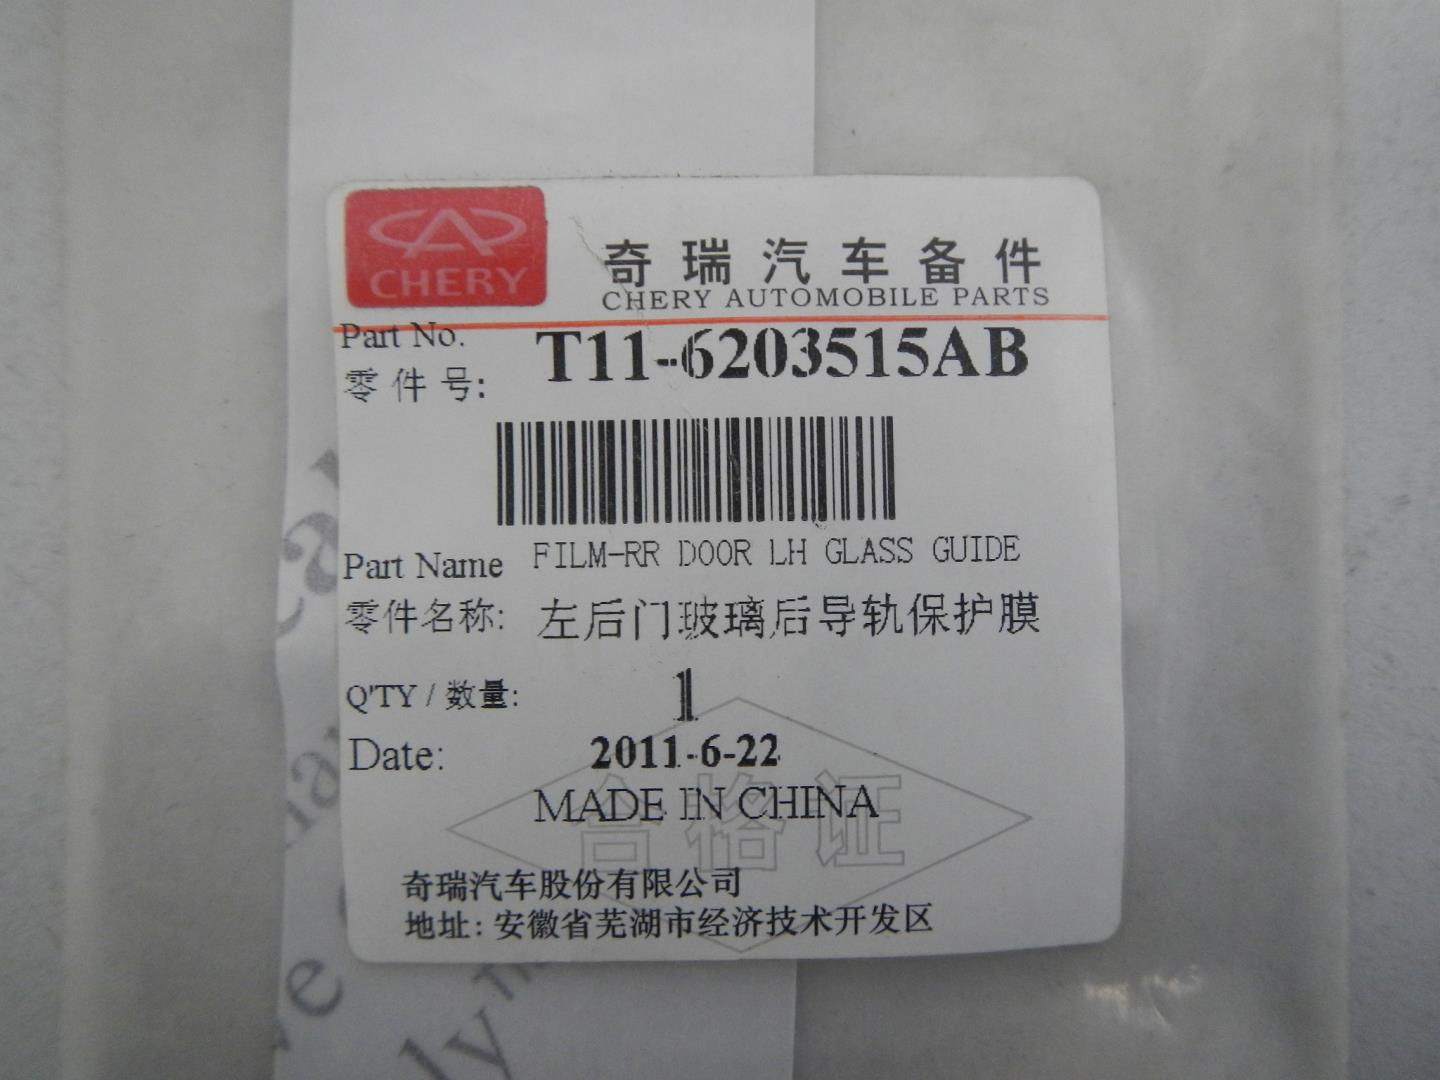 CHERY
奇瑞汽车备件
CHERY AUTOMOBILE PARTS
Part No. T11-6203515AB
零件号:
Part Name FILM-RR DOOR LH GLASS GUIDE
零件名称: 左后门玻璃后导轨保护膜
Q'TY / 数量: 1
Date: 2011-6-22
MADE IN CHINA
合格证
奇瑞汽车股份有限公司
地址: 安徽省芜湖市经济技术开发区